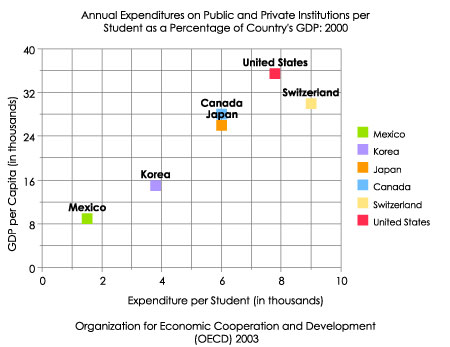 Annual Expenditures on Public and Private Institutions per
Student as a Percentage of Country's GDP: 2000
GDP per Capita (in thousands)
40
32
24
16
8
0
United States
Switzerland
Canada
Japan
Korea
Mexico
0 2 4 6 8 10
Expenditure per Student (in thousands)
Mexico
Korea
Japan
Canada
Switzerland
United States
Organization for Economic Cooperation and Development
(OECD) 2003